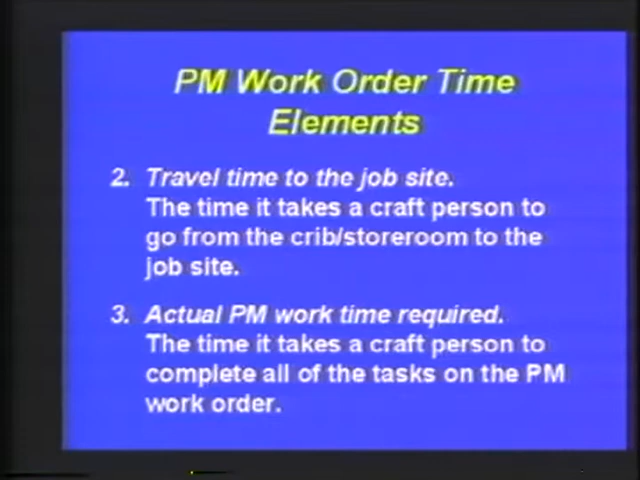 PM Work Order Time
Elements
2. Travel time to the job site.
The time it takes a craft person to
go from the crib/storeroom to the
job site.
3. Actual PM work time required.
The time it takes a craft person to
complete all of the tasks on the PM
work order.